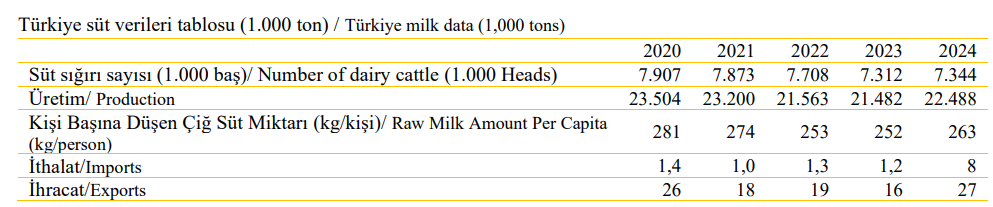 Türkiye süt verileri tablosu (1.000 ton) / Türkiye milk data (1,000 tons)
2020 2021 2022 2023 2024
Süt sığırı sayısı (1.000 baş)/ Number of dairy cattle (1.000 Heads) 7.907 7.873 7.708 7.312 7.344
Üretim/ Production 23.504 23.200 21.563 21.482 22.488
Kişi Başına Düşen Çiğ Süt Miktarı (kg/kişi)/ Raw Milk Amount Per Capita
(kg/person) 281 274 253 252 263
İthalat/Imports 1,4 1,0 1,3 1,2 8
İhracat/Exports 26 18 19 16 27